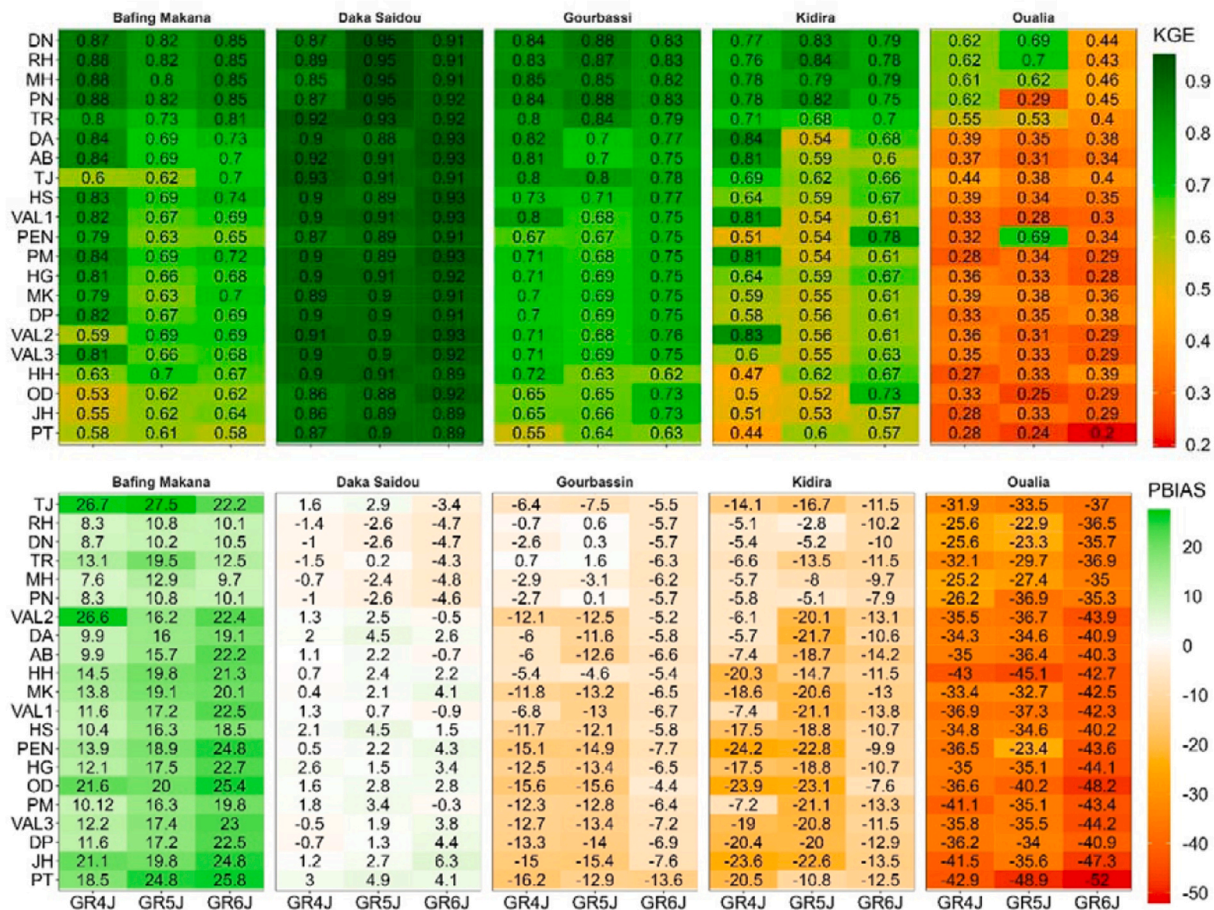 Bafing Makana Daka Saidou Gourbassi Kidira Oualia
KGE
DN 0.87 0.82 0.85 0.87 0.95 0.91 0.84 0.88 0.83 0.77 0.83 0.79 0.62 0.69 0.44
RH 0.88 0.82 0.85 0.89 0.95 0.91 0.83 0.87 0.83 0.76 0.84 0.78 0.62 0.7 0.43
MH 0.88 0.8 0.85 0.85 0.95 0.91 0.85 0.85 0.82 0.78 0.79 0.79 0.61 0.62 0.46
PN 0.88 0.82 0.85 0.87 0.95 0.92 0.84 0.88 0.83 0.78 0.82 0.75 0.62 0.29 0.45
TR 0.8 0.73 0.81 0.92 0.93 0.92 0.8 0.84 0.79 0.71 0.68 0.7 0.55 0.53 0.4
DA 0.84 0.69 0.73 0.9 0.88 0.93 0.82 0.7 0.77 0.84 0.54 0.68 0.39 0.35 0.38
AB 0.84 0.69 0.7 0.92 0.91 0.93 0.81 0.7 0.75 0.81 0.59 0.6 0.37 0.31 0.34
TJ 0.6 0.62 0.7 0.93 0.91 0.91 0.8 0.8 0.78 0.69 0.62 0.66 0.44 0.38 0.4
HS 0.83 0.69 0.74 0.9 0.89 0.93 0.73 0.71 0.77 0.64 0.59 0.67 0.39 0.34 0.35
VAL1 0.82 0.67 0.69 0.9 0.91 0.93 0.8 0.68 0.75 0.81 0.54 0.61 0.33 0.28 0.3
PEN 0.79 0.63 0.65 0.87 0.89 0.91 0.67 0.67 0.75 0.51 0.54 0.78 0.32 0.69 0.34
PM 0.84 0.69 0.72 0.9 0.89 0.93 0.71 0.68 0.75 0.81 0.54 0.61 0.28 0.34 0.29
HG 0.81 0.66 0.68 0.9 0.91 0.92 0.71 0.69 0.75 0.64 0.59 0.67 0.36 0.33 0.28
MK 0.79 0.63 0.7 0.89 0.9 0.91 0.7 0.69 0.75 0.59 0.55 0.61 0.39 0.38 0.36
DP 0.82 0.67 0.69 0.9 0.9 0.91 0.7 0.69 0.75 0.58 0.56 0.61 0.33 0.35 0.38
VAL2 0.59 0.69 0.69 0.91 0.9 0.93 0.71 0.68 0.76 0.83 0.56 0.61 0.36 0.31 0.29
VAL3 0.81 0.66 0.68 0.9 0.9 0.92 0.71 0.69 0.75 0.6 0.55 0.63 0.35 0.33 0.29
HH 0.63 0.7 0.67 0.9 0.91 0.89 0.72 0.63 0.62 0.47 0.62 0.67 0.27 0.33 0.39
OD 0.53 0.62 0.62 0.86 0.88 0.92 0.65 0.65 0.73 0.5 0.52 0.73 0.33 0.25 0.29
JH 0.55 0.62 0.64 0.86 0.89 0.89 0.65 0.66 0.73 0.51 0.53 0.57 0.28 0.33 0.29
PT 0.58 0.61 0.58 0.87 0.9 0.89 0.55 0.64 0.63 0.44 0.6 0.57 0.28 0.24 0.2
0.9
0.8
0.7
0.6
0.5
0.4
0.3
0.2
Bafing Makana Daka Saidou Gourbassin Kidira Oualia
PBIAS
TJ 26.7 27.5 22.2 1.6 2.9 -3.4 -6.4 -7.5 -5.5 -14.1 -16.7 -11.5 -31.9 -33.5 -37
RH 8.3 10.8 10.1 -1.4 -2.6 -4.7 -0.7 0.6 -5.7 -5.1 -2.8 -10.2 -25.6 -22.9 -36.5
DN 8.7 10.2 10.5 -1 -2.6 -4.7 -2.6 0.3 -5.7 -5.4 -5.2 -10 -25.6 -23.3 -35.7
TR 13.1 19.5 12.5 -1.5 0.2 -4.3 0.7 1.6 -6.3 -6.6 -13.5 -11.5 -32.1 -29.7 -36.9
MH 7.6 12.9 9.7 -0.7 -2.4 -4.8 -2.9 -3.1 -6.2 -5.7 -8 -9.7 -25.2 -27.4 -35
PN 8.3 10.8 10.1 -1 -2.6 -4.6 -2.7 0.1 -5.7 -5.8 -5.1 -7.9 -26.2 -36.9 -35.3
VAL2 26.6 16.2 22.4 1.3 2.5 -0.5 -12.1 -12.5 -5.2 -6.1 -20.1 -13.1 -35.5 -36.7 -43.9
DA 9.9 16 19.1 2 4.5 2.6 -6 -11.6 -5.8 -5.7 -21.7 -10.6 -34.3 -34.6 -40.9
AB 9.9 15.7 22.2 1.1 2.2 -0.7 -6 -12.6 -6.6 -7.4 -18.7 -14.2 -35 -36.4 -40.3
HH 14.5 19.8 21.3 0.7 2.4 2.2 -5.4 -4.6 -5.4 -20.3 -14.7 -11.5 -43 -45.1 -42.7
MK 13.8 19.1 20.1 0.4 2.1 4.1 -11.8 -13.2 -6.5 -18.6 -20.6 -13 -33.4 -32.7 -42.5
VAL1 11.6 17.2 22.5 1.3 0.7 -0.9 -6.8 -13 -6.7 -7.4 -21.1 -13.8 -36.9 -37.3 -42.3
HS 10.4 16.3 18.5 2.1 4.5 1.5 -11.7 -12.1 -5.8 -17.5 -18.8 -10.7 -34.8 -34.6 -40.2
PEN 13.9 18.9 24.8 0.5 2.2 4.3 -15.1 -14.9 -7.7 -24.2 -22.8 -9.9 -36.5 -23.4 -43.6
HG 12.1 17.5 22.7 2.6 1.5 3.4 -12.5 -13.4 -6.5 -17.5 -18.8 -10.7 -35 -35.1 -44.1
OD 21.6 20 25.4 1.6 2.8 2.8 -15.6 -15.6 -4.4 -23.9 -23.1 -7.6 -36.6 -40.2 -48.2
PM 10.12 16.3 19.8 1.8 3.4 -0.3 -12.3 -12.8 -6.4 -7.2 -21.1 -13.3 -41.1 -35.1 -43.4
VAL3 12.2 17.4 23 -0.5 1.9 3.8 -12.7 -13.4 -7.2 -19 -20.8 -11.5 -35.8 -35.5 -44.2
DP 11.6 17.2 22.5 -0.7 1.3 4.4 -13.3 -14 -6.9 -20.4 -20 -12.9 -36.2 -34 -40.9
JH 21.1 19.8 24.8 1.2 2.7 6.3 -15 -15.4 -7.6 -23.6 -22.6 -13.5 -41.5 -35.6 -47.3
PT 18.5 24.8 25.8 3 4.9 4.1 -16.2 -12.9 -13.6 -20.5 -10.8 -12.5 -42.9 -48.9 -52
GR4J GR5J GR6J GR4J GR5J GR6J GR4J GR5J GR6J GR4J GR5J GR6J GR4J GR5J GR6J
20
10
0
-10
-20
-30
-40
-50